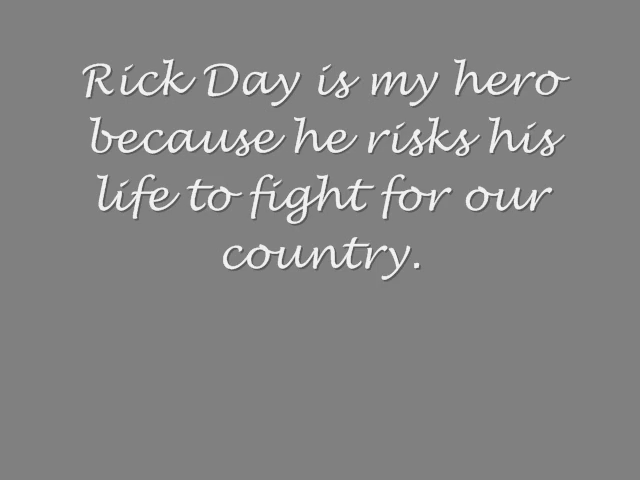 Rick Day is my hero
because he risks his
life to fight for our
country.